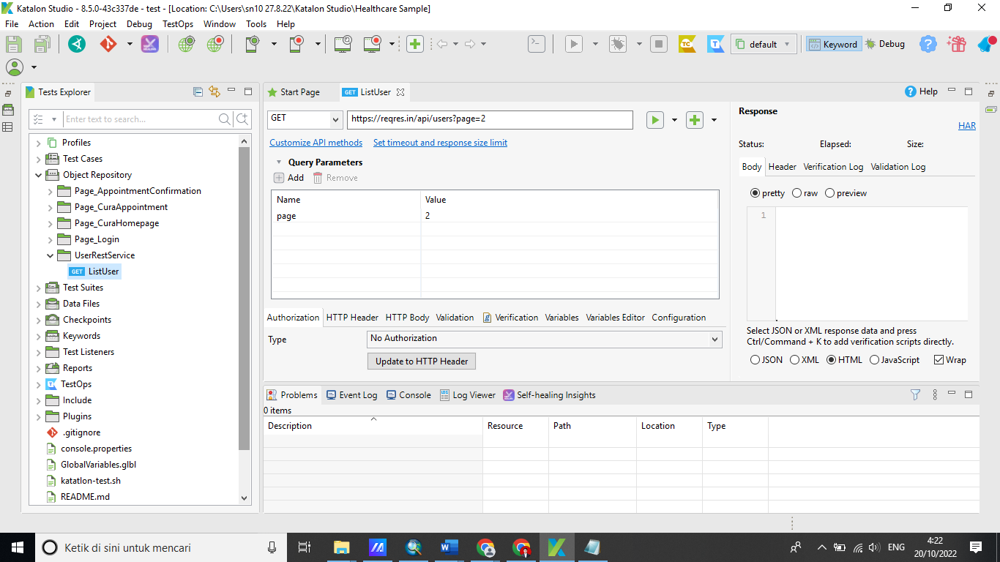 Katalon Studio - 8.5.0-43c337de - test - [Location: C:\Users\sn10 27.8.22\Katalon Studio\Healthcare Sample]
File Action Edit Project Debug TestOps Window Tools Help
default Keyword Debug
Tests Explorer
Enter text to search...
Profiles
Test Cases
Object Repository
Page_AppointmentConfirmation
Page_CuraAppointment
Page_CuraHomepage
Page_Login
UserRestService
GET ListUser
Test Suites
Data Files
Checkpoints
Keywords
Test Listeners
Reports
TestOps
Include
Plugins
.gitignore
console.properties
GlobalVariables.glbl
katatlon-test.sh
README.md
Start Page GET ListUser Help
GET https://reqres.in/api/users?page=2
Customize API methods Set timeout and response size limit
Query Parameters
Add Remove
Name Value
page 2
Authorization HTTP Header HTTP Body Validation Verification Variables Variables Editor Configuration
Type No Authorization
Update to HTTP Header
Response
HAR
Status: Elapsed: Size:
Body Header Verification Log Validation Log
pretty raw preview
1
Select JSON or XML response data and press
Ctrl/Command + K to add verification scripts directly.
JSON XML HTML JavaScript Wrap
Problems Event Log Console Log Viewer Self-healing Insights
0 items
Description Resource Path Location Type
Ketik di sini untuk mencari
ENG
4:22
20/10/2022